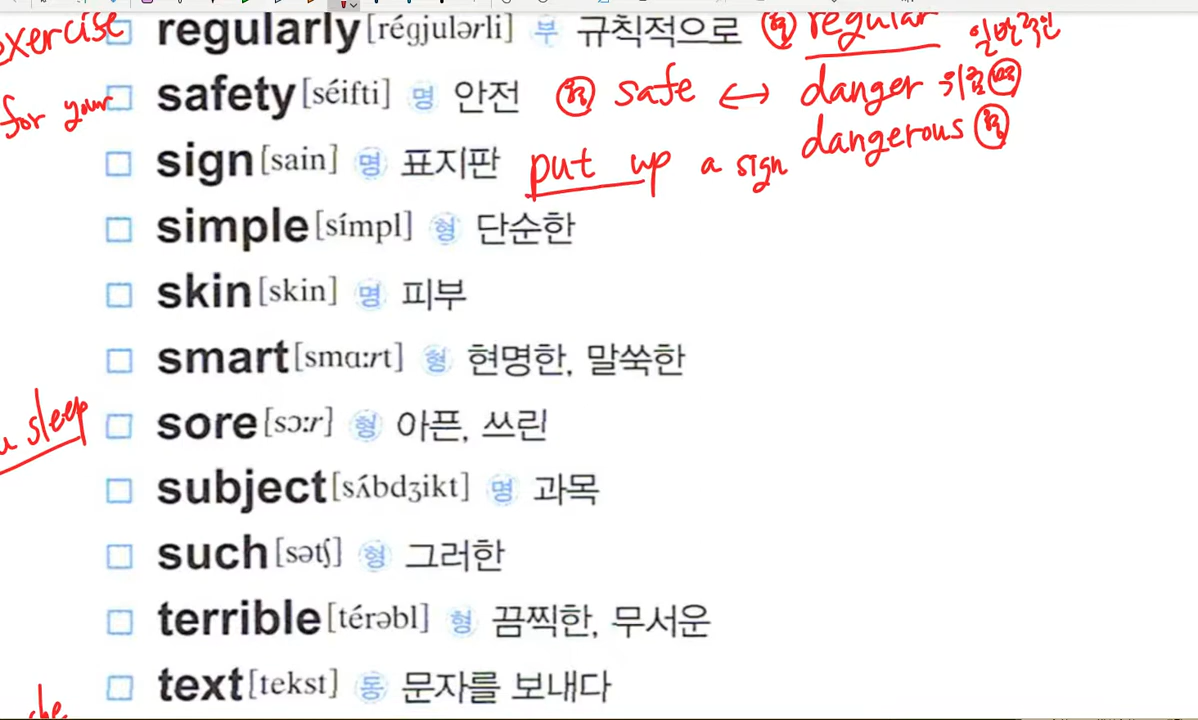 exercise
regularly [régjulərli] 부 규칙적으로 형 regular 일반적인
for your
safety [séifti] 명 안전 형 safe ↔ danger 위험 명
dangerous 형
sign [sain] 명 표지판 put up a sign
simple [símpl] 형 단순한
skin [skin] 명 피부
smart [smɑːrt] 형 현명한, 말쑥한
sleep
sore [sɔːr] 형 아픈, 쓰린
subject [sʌ́bdʒikt] 명 과목
such [sətʃ] 형 그러한
terrible [térəbl] 형 끔찍한, 무서운
text [tekst] 동 문자를 보내다